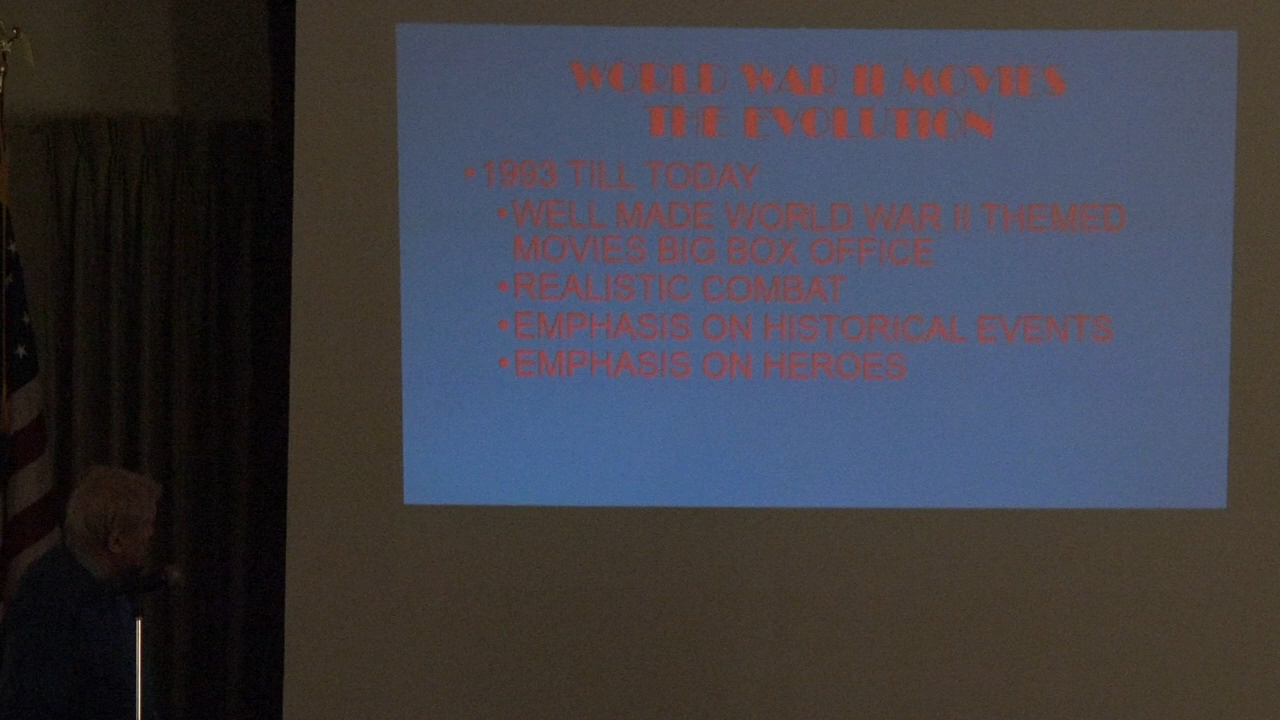 WORLD WAR II MOVIES
THE EVOLUTION
•1993 TILL TODAY
•WELL MADE WORLD WAR II THEMED
MOVIES BIG BOX OFFICE
•REALISTIC COMBAT
•EMPHASIS ON HISTORICAL EVENTS
•EMPHASIS ON HEROES